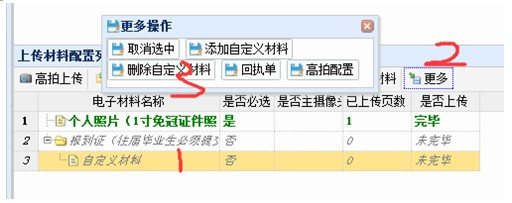 更多操作
取消选中 添加自定义材料
删除自定义材料 回执单 高拍配置
上传材料配置
2
高拍上传 材料 更多
3
电子材料名称 是否必选 是否主摄像头 已上传页数 是否上传
1 个人照片（1寸免冠证件照 是 1 完毕
2 报到证（往届毕业生必须提交 否 0 未完毕
3 自定义材料 否 0 未完毕
1